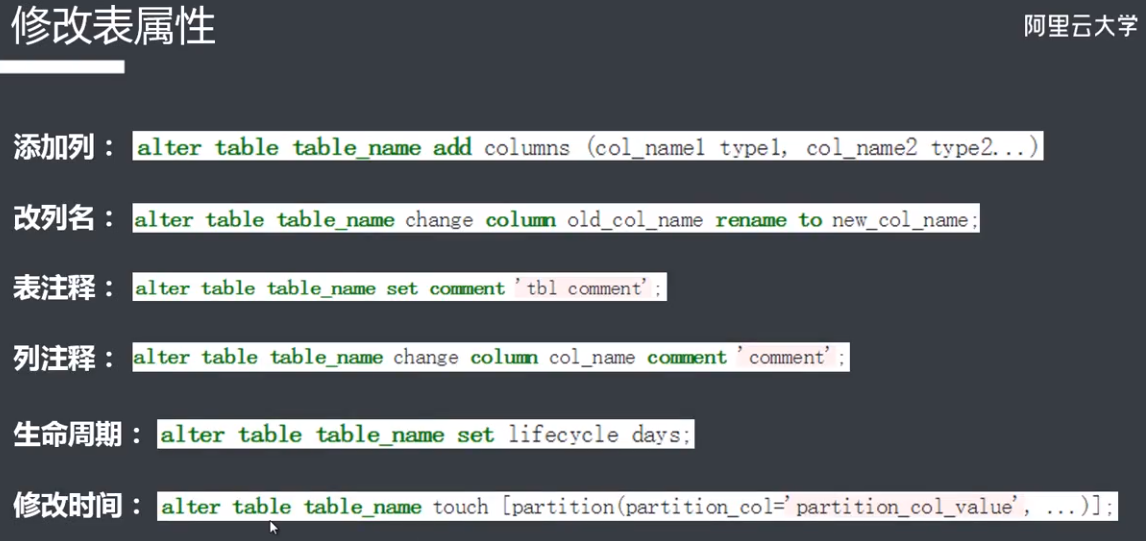 修改表属性
阿里云大学
添加列： alter table table_name add columns (col_name1 type1, col_name2 type2...)
改列名： alter table table_name change column old_col_name rename to new_col_name;
表注释： alter table table_name set comment 'tbl comment';
列注释： alter table table_name change column col_name comment 'comment';
生命周期： alter table table_name set lifecycle days;
修改时间： alter table table_name touch [partition(partition_col='partition_col_value', ...)];